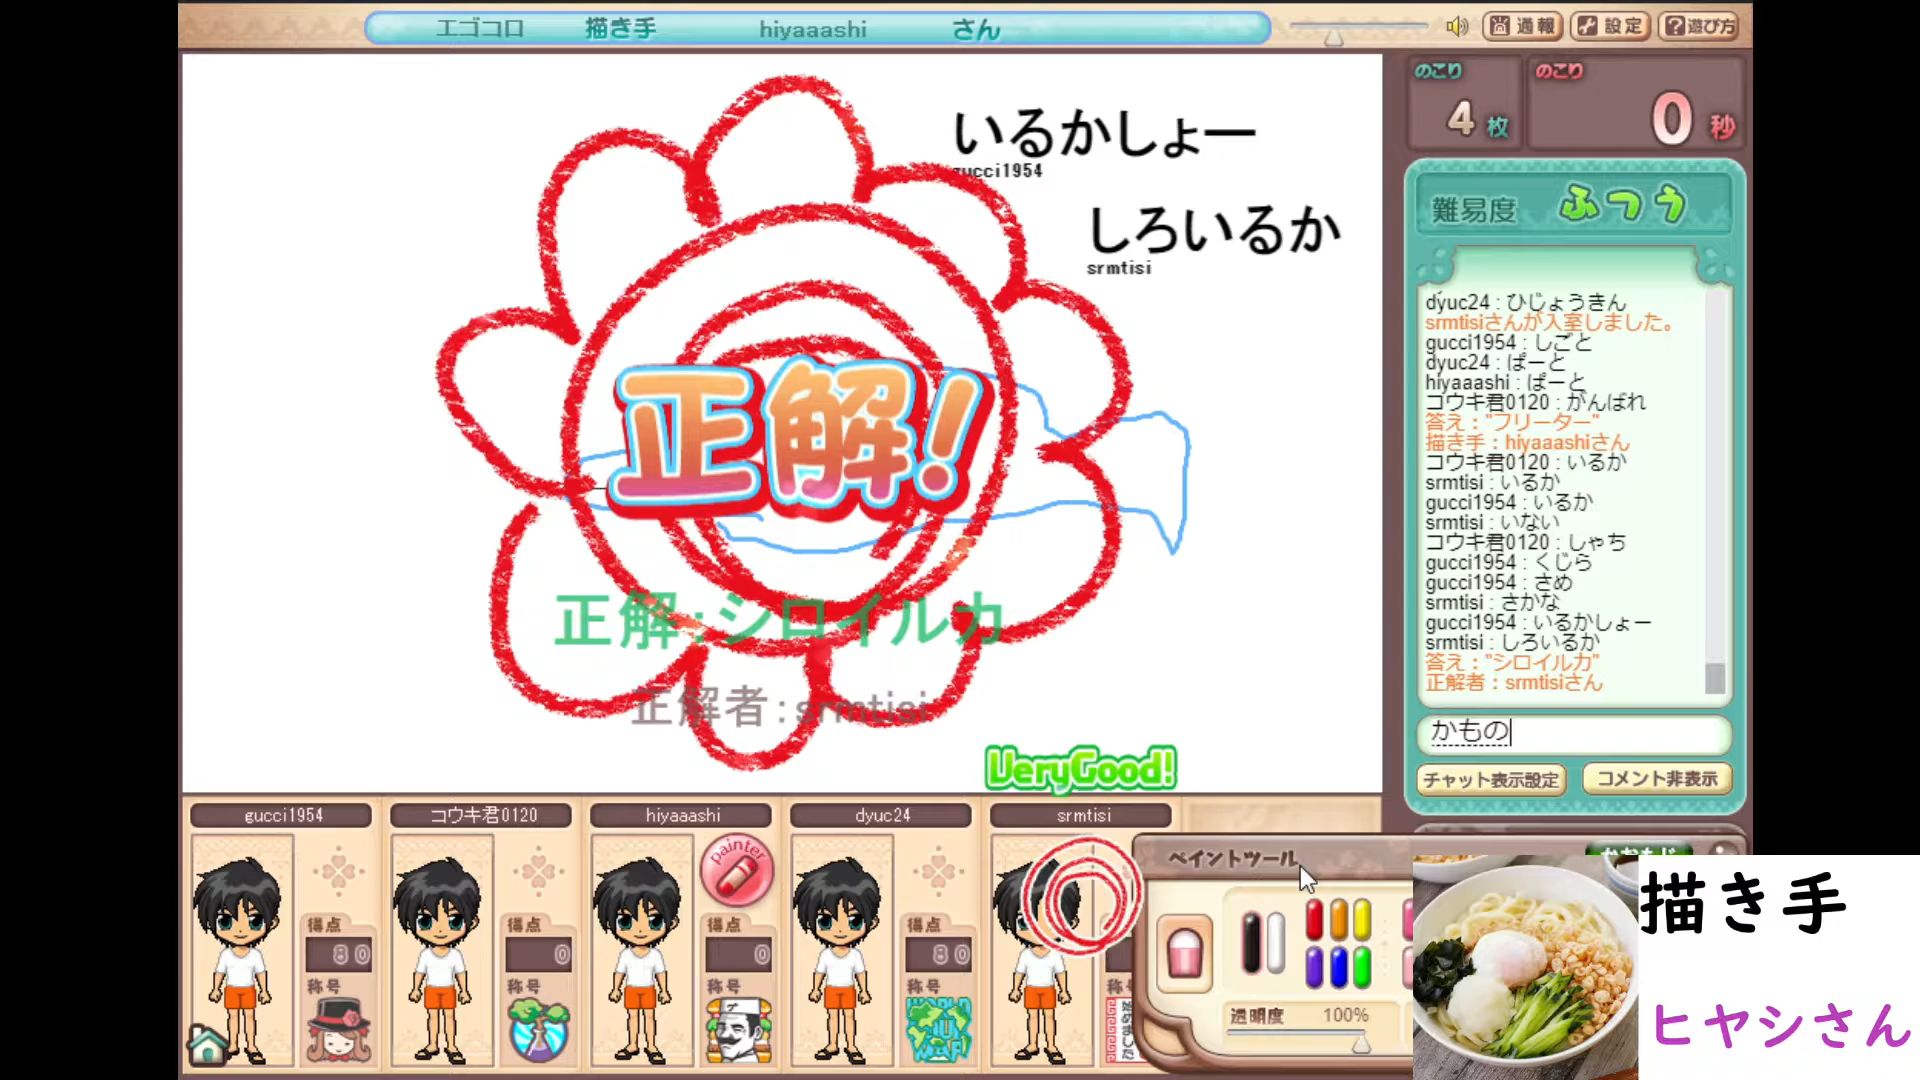 エゴコロ 描き手 hiyaaashi さん
通報 設定 遊び方
のこり 4 枚
のこり 0 秒
いるかしょー
gucci1954
しろいるか
srmtisi
正解!
正解:シロイルカ
正解者:srmtisi
VeryGood!
難易度 ふつう
dyuc24 : ひじょうきん
srmtisiさんが入室しました。
gucci1954 : しごと
dyuc24 : ぱーと
hiyaaashi : ぱーと
コウキ君0120 : がんばれ
答え："フリーター"
描き手：hiyaaashiさん
コウキ君0120 : いるか
srmtisi : いるか
gucci1954 : いるか
srmtisi : いない
コウキ君0120 : しゃち
gucci1954 : くじら
gucci1954 : さめ
srmtisi : さかな
gucci1954 : いるかしょー
srmtisi : しろいるか
答え："シロイルカ"
正解者：srmtisiさん
かもの
チャット表示設定 コメント非表示
gucci1954 コウキ君0120 hiyaaashi dyuc24 srmtisi
painter
得点 80 得点 0 得点 0 得点 80
称号 称号 称号 称号
ペイントツール
透明度 100%
描き手
ヒヤシさん